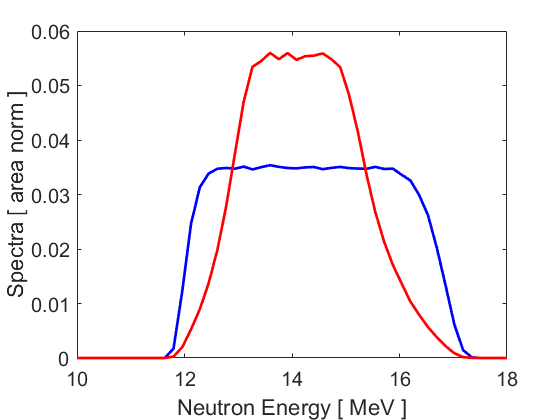 0.06
0.05
0.04
0.03
0.02
0.01
0
10 12 14 16 18
Spectra [ area norm ]
Neutron Energy [ MeV ]